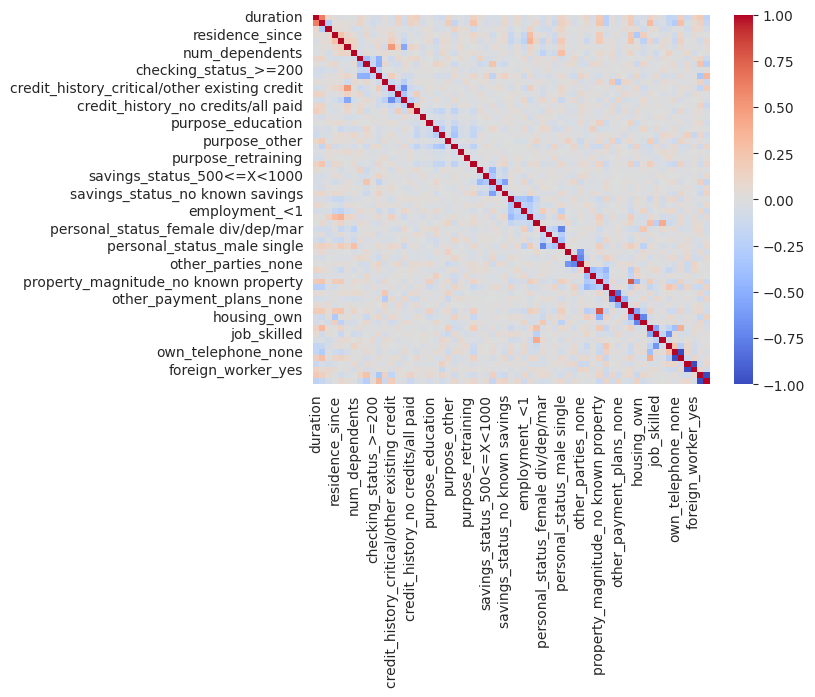 duration
residence_since
num_dependents
checking_status_>=200
credit_history_critical/other existing credit
credit_history_no credits/all paid
purpose_education
purpose_other
purpose_retraining
savings_status_500<=X<1000
savings_status_no known savings
employment_<1
personal_status_female div/dep/mar
personal_status_male single
other_parties_none
property_magnitude_no known property
other_payment_plans_none
housing_own
job_skilled
own_telephone_none
foreign_worker_yes
duration
residence_since
num_dependents
checking_status_>=200
credit_history_critical/other existing credit
credit_history_no credits/all paid
purpose_education
purpose_other
purpose_retraining
savings_status_500<=X<1000
savings_status_no known savings
employment_<1
personal_status_female div/dep/mar
personal_status_male single
other_parties_none
property_magnitude_no known property
other_payment_plans_none
housing_own
job_skilled
own_telephone_none
foreign_worker_yes
1.00
0.75
0.50
0.25
0.00
−0.25
−0.50
−0.75
−1.00